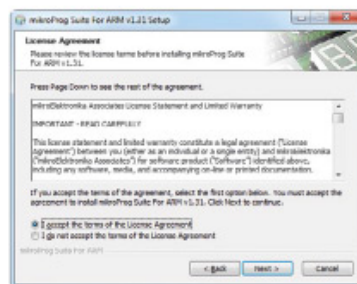 mikroProg Suite For ARM v1.31 Setup
License Agreement
Please review the license terms before installing mikroProg Suite
For ARM v1.31.
Press Page Down to see the rest of the agreement.
mikroElektronika Associates License Statement and Limited Warranty
IMPORTANT - READ CAREFULLY
This license statement and limited warranty constitute a legal agreement ("License
Agreement") between you (either as an individual or a single entity) and mikroElektronika
("mikroElektronika Associates") for software product ("Software") identified above,
including any software, media, and accompanying on-line or printed documentation.
If you accept the terms of the agreement, select the first option below. You must accept the
agreement to install mikroProg Suite For ARM v1.31. Click Next to continue.
I accept the terms of the License Agreement
I do not accept the terms of the License Agreement
mikroProg Suite For ARM
< Back
Next >
Cancel